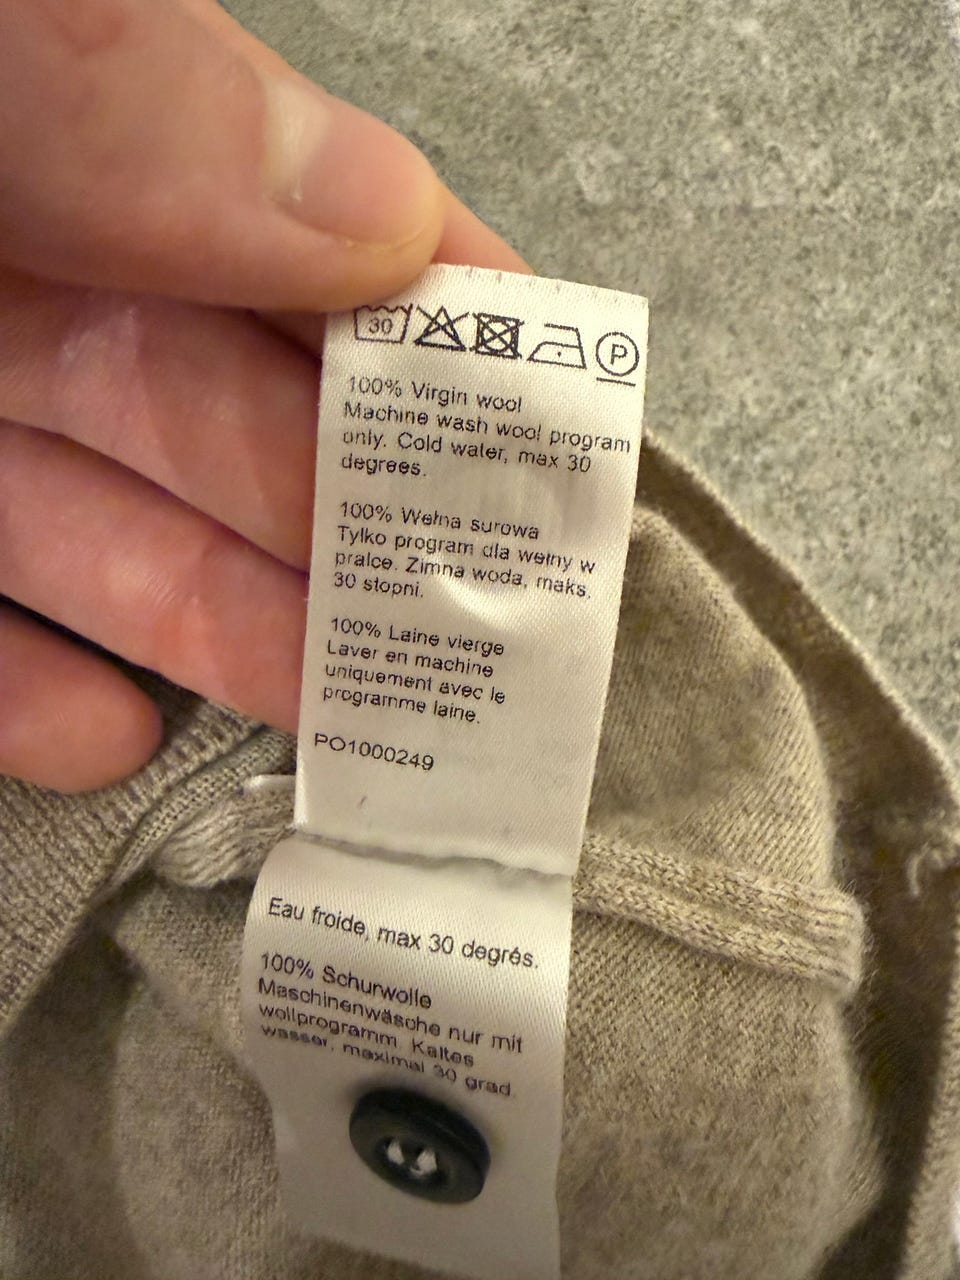 30
P
100% Virgin wool
Machine wash wool program
only. Cold water, max 30
degrees.
100% Wełna surowa
Tylko program dla wełny w
pralce. Zimna woda, maks.
30 stopni.
100% Laine vierge
Laver en machine
uniquement avec le
programme laine.
PO1000249
Eau froide, max 30 degrés.
100% Schurwolle
Maschinenwäsche nur mit
wollprogramm. Kaltes
wasser, maximal 30 grad.